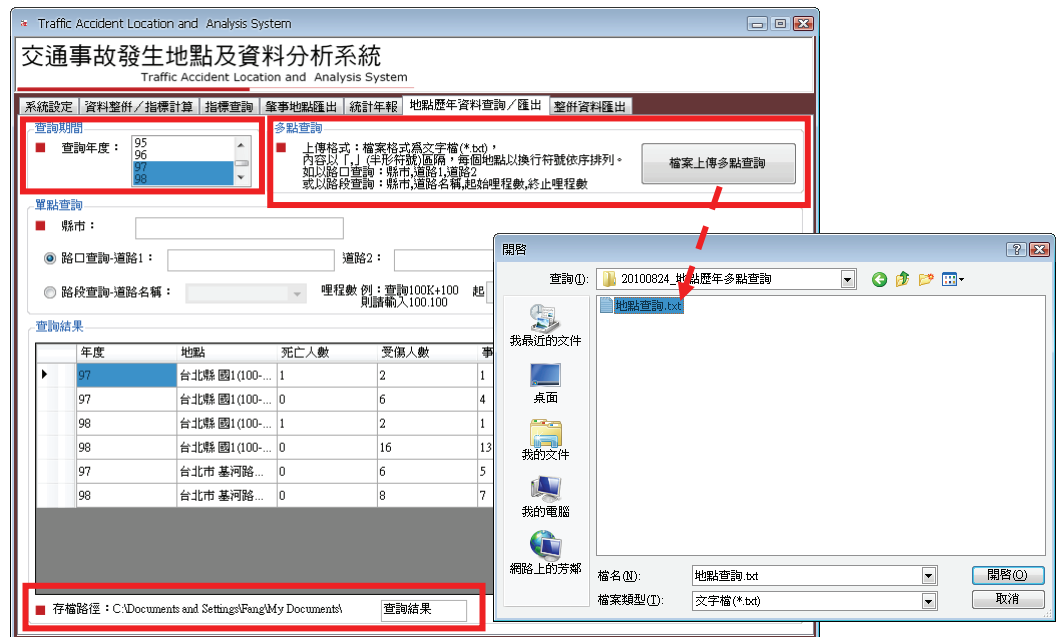 Traffic Accident Location and Analysis System
交通事故發生地點及資料分析系統
Traffic Accident Location and Analysis System
系統設定 資料整併／指標計算 指標查詢 肇事地點匯出 統計年報 地點歷年資料查詢／匯出 整併資料匯出
查詢期間
查詢年度：
95
96
97
98
多點查詢
上傳格式：檔案格式為文字檔(*.txt)，
內容以「,」(半形符號)區隔，每個地點以換行符號依序排列。
如以路口查詢：縣市,道路1,道路2
或以路段查詢：縣市,道路名稱,起始哩程數,終止哩程數
檔案上傳多點查詢
單點查詢
縣市：
路口查詢-道路1： 道路2：
路段查詢-道路名稱： 哩程數 例：查詢100K+100 起
則請輸入100.100
查詢結果
年度 地點 死亡人數 受傷人數 事
97 台北縣 國1(100-... 1 2 1
97 台北縣 國1(100-... 0 6 4
98 台北縣 國1(100-... 1 2 1
98 台北縣 國1(100-... 0 16 13
97 台北市 基河路... 0 6 5
98 台北市 基河路... 0 8 7
存檔路徑：C:\Documents and Settings\Fang\My Documents\ 查詢結果
開啓
查詢(I): 20100824_地點歷年多點查詢
地點查詢.txt
我最近的文件
桌面
我的文件
我的電腦
網路上的芳鄰
檔名(N): 地點查詢.txt 開啓(O)
檔案類型(T): 文字檔(*.txt) 取消